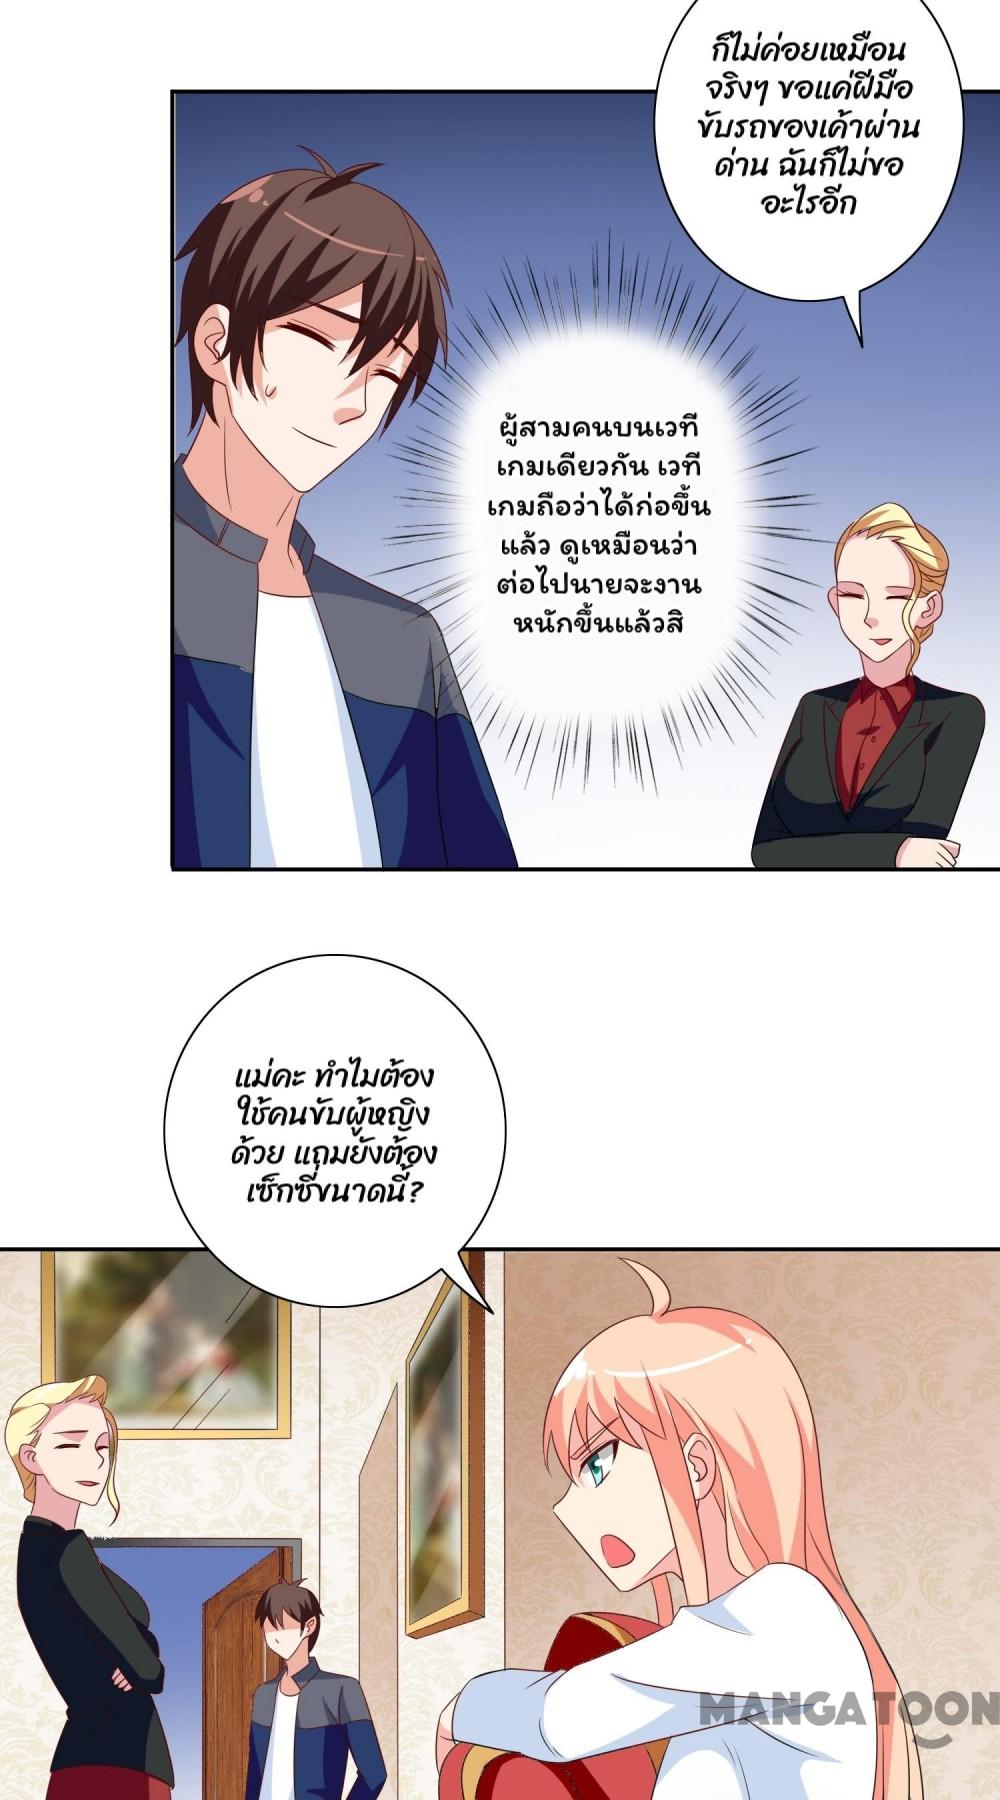 ก็ไม่ค่อยเหมือน
จริงๆ ขอแค่ฝีมือ
ขับรถของเค้าผ่าน
ด่าน ฉันก็ไม่ขอ
อะไรอีก
ผู้สามคนบนเวที
เกมเดียวกัน เวที
เกมถือว่าได้ก่อขึ้น
แล้ว ดูเหมือนว่า
ต่อไปนายจะงาน
หนักขึ้นแล้วสิ
แม่คะ ทำไมต้อง
ใช้คนขับผู้หญิง
ด้วย แถมยังต้อง
เซ็กซี่ขนาดนี้?
MANGATOON